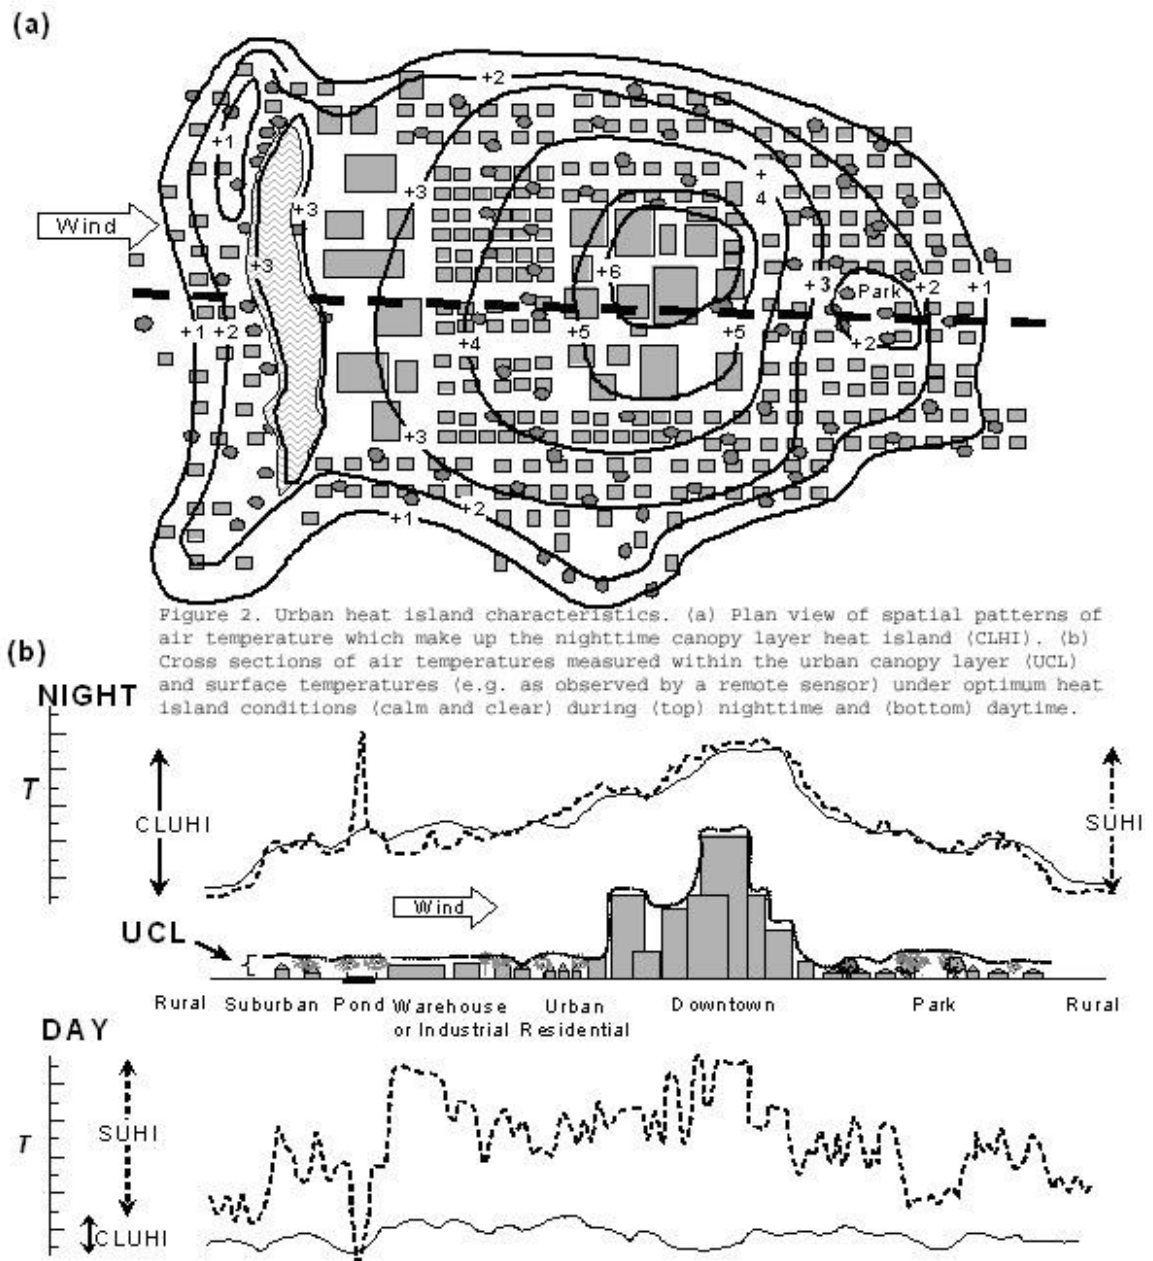 (a)
+2
+1
+3
+4
Wind
+3
+3
+6
+3
Park
+2
+1
+1
+2
+4
+5
+5
+2
+3
+2
+1
Figure 2. Urban heat island characteristics. (a) Plan view of spatial patterns of
air temperature which make up the nighttime canopy layer heat island (CLHI). (b)
Cross sections of air temperatures measured within the urban canopy layer (UCL)
and surface temperatures (e.g. as observed by a remote sensor) under optimum heat
island conditions (calm and clear) during (top) nighttime and (bottom) daytime.
(b)
NIGHT
T
CLUHI
SUHI
Wind
UCL
Rural Suburban Pond Warehouse Urban Downtown Park Rural
or Industrial Residential
DAY
SUHI
T
CLUHI